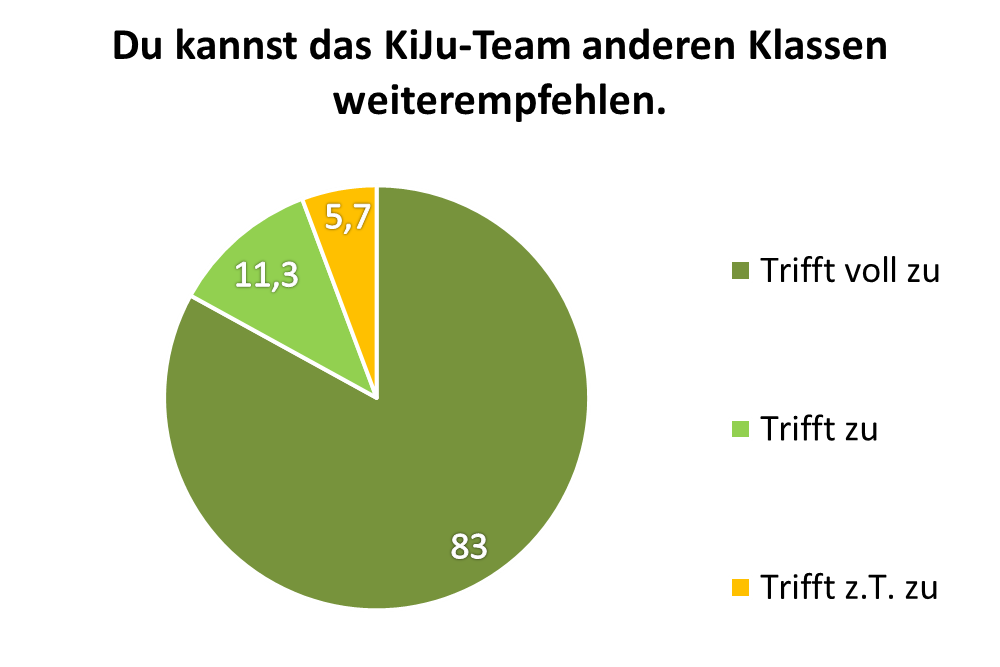 Du kannst das KiJu-Team anderen Klassen
weiterempfehlen.
5,7
11,3
83
Trifft voll zu
Trifft zu
Trifft z.T. zu